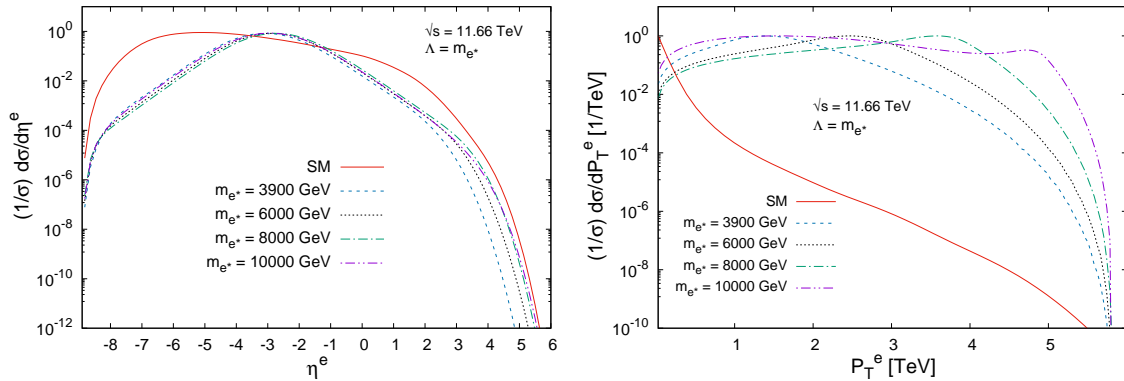 (1/σ) dσ/dη^e
10^0
10^-2
10^-4
10^-6
10^-8
10^-10
10^-12
√s = 11.66 TeV
Λ = m_e*
SM
m_e* = 3900 GeV
m_e* = 6000 GeV
m_e* = 8000 GeV
m_e* = 10000 GeV
-8 -7 -6 -5 -4 -3 -2 -1 0 1 2 3 4 5 6
η^e
(1/σ) dσ/dP_T^e [1/TeV]
10^0
10^-2
10^-4
10^-6
10^-8
10^-10
√s = 11.66 TeV
Λ = m_e*
SM
m_e* = 3900 GeV
m_e* = 6000 GeV
m_e* = 8000 GeV
m_e* = 10000 GeV
1 2 3 4 5
P_T^e [TeV]